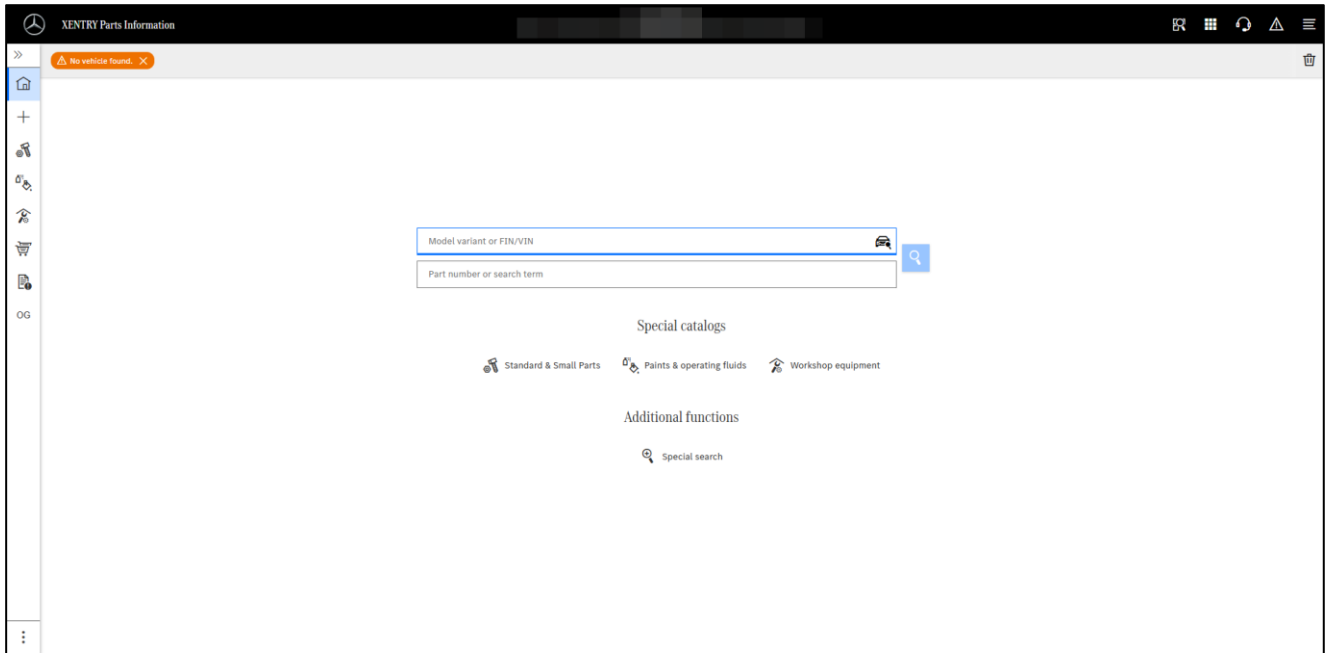 XENTRY Parts Information
No vehicle found.
OG
Model variant or FIN/VIN
Part number or search term
Special catalogs
Standard & Small Parts Paints & operating fluids Workshop equipment
Additional functions
Special search